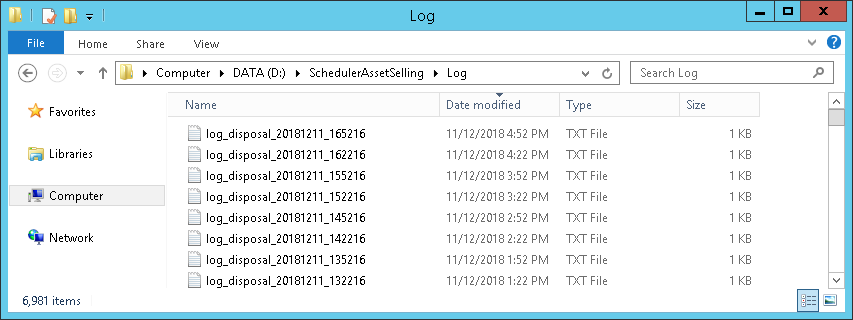 Log
File Home Share View
Computer DATA (D:) SchedulerAssetSelling Log Search Log
Favorites
Libraries
Computer
Network
Name Date modified Type Size
log_disposal_20181211_165216 11/12/2018 4:52 PM TXT File 1 KB
log_disposal_20181211_162216 11/12/2018 4:22 PM TXT File 1 KB
log_disposal_20181211_155216 11/12/2018 3:52 PM TXT File 1 KB
log_disposal_20181211_152216 11/12/2018 3:22 PM TXT File 1 KB
log_disposal_20181211_145216 11/12/2018 2:52 PM TXT File 1 KB
log_disposal_20181211_142216 11/12/2018 2:22 PM TXT File 1 KB
log_disposal_20181211_135216 11/12/2018 1:52 PM TXT File 1 KB
log_disposal_20181211_132216 11/12/2018 1:22 PM TXT File 1 KB
6,981 items